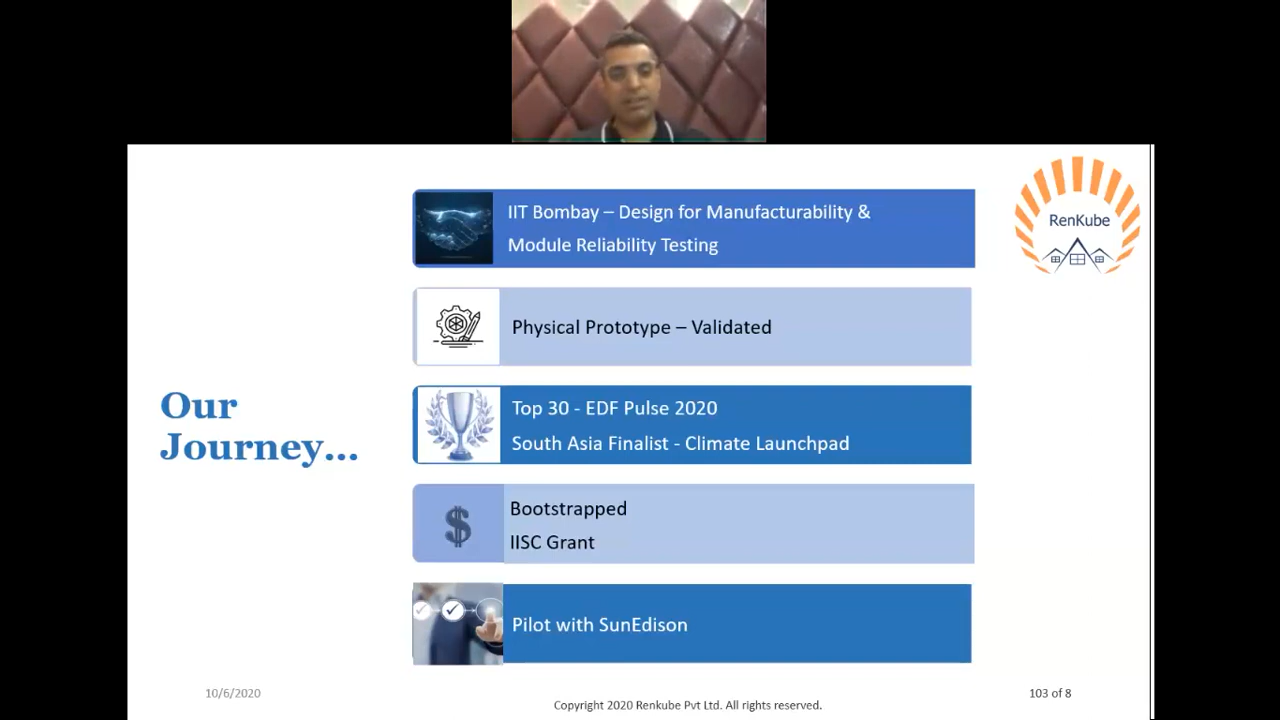 IIT Bombay – Design for Manufacturability &
Module Reliability Testing
RenKube
Physical Prototype – Validated
Our
Journey...
Top 30 - EDF Pulse 2020
South Asia Finalist - Climate Launchpad
Bootstrapped
IISC Grant
Pilot with SunEdison
10/6/2020
Copyright 2020 Renkube Pvt Ltd. All rights reserved.
103 of 8